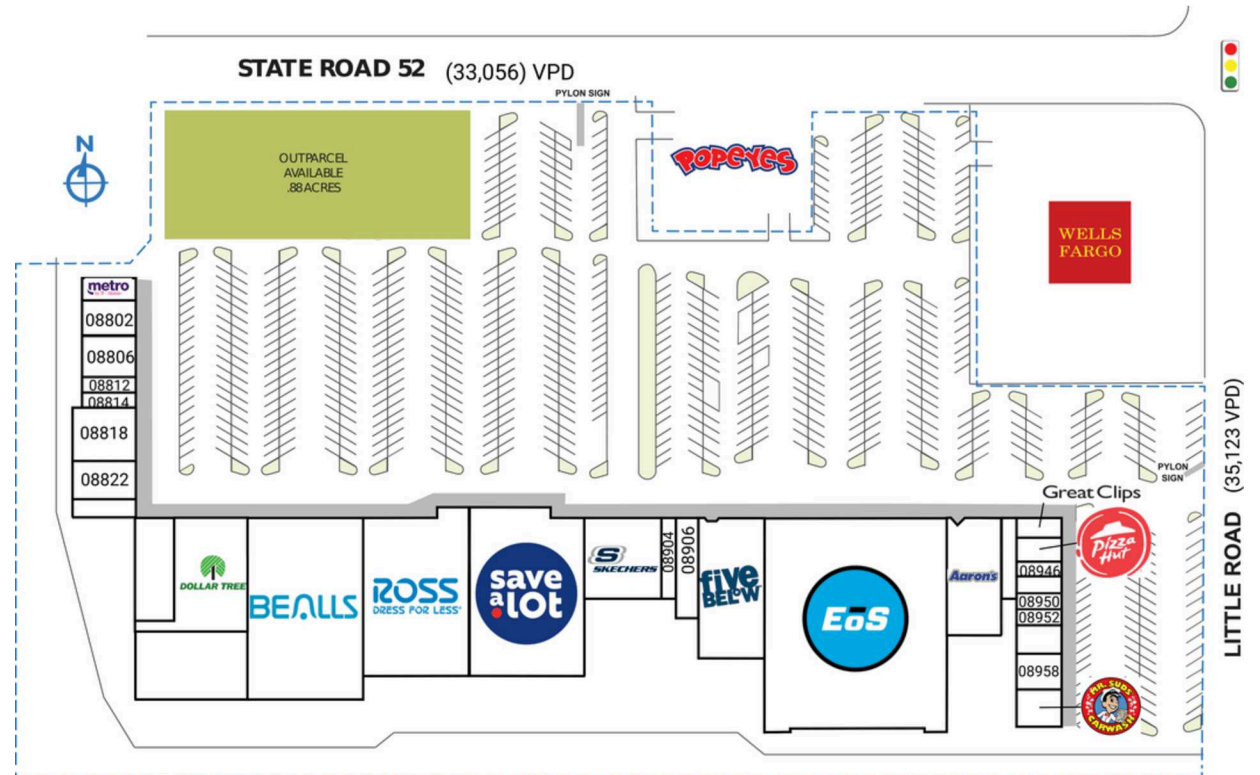 STATE ROAD 52 (33,056) VPD
PYLON SIGN
N
OUTPARCEL
AVAILABLE
.88 ACRES
POPEYES
WELLS
FARGO
metro
08802
08806
08812
08814
08818
08822
LITTLE ROAD (35,123 VPD)
PYLON
SIGN
Great Clips
Pizza
Hut
DOLLAR TREE
BEALLS
ROSS
DRESS FOR LESS
save
a
lot
S
SKECHERS
08904
08906
five
BELOW
EōS
Aaron's
08946
08950
08952
08958
MR. SUDS
CARWASH